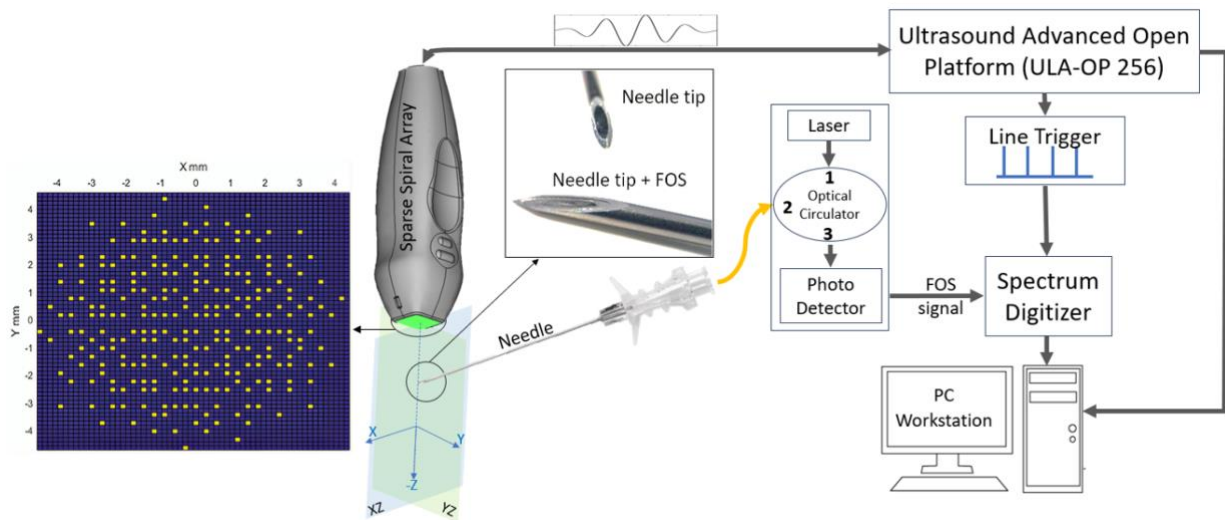 Ultrasound Advanced Open
Platform (ULA-OP 256)
Line Trigger
Spectrum
Digitizer
PC
Workstation
Laser
1
Optical
Circulator
2
3
Photo
Detector
FOS
signal
Needle tip
Needle tip + FOS
Needle
Sparse Spiral Array
X mm
-4 -3 -2 -1 0 1 2 3 4
Y mm
4
3
2
1
0
-1
-2
-3
-4
X
Y
-Z
XZ
YZ